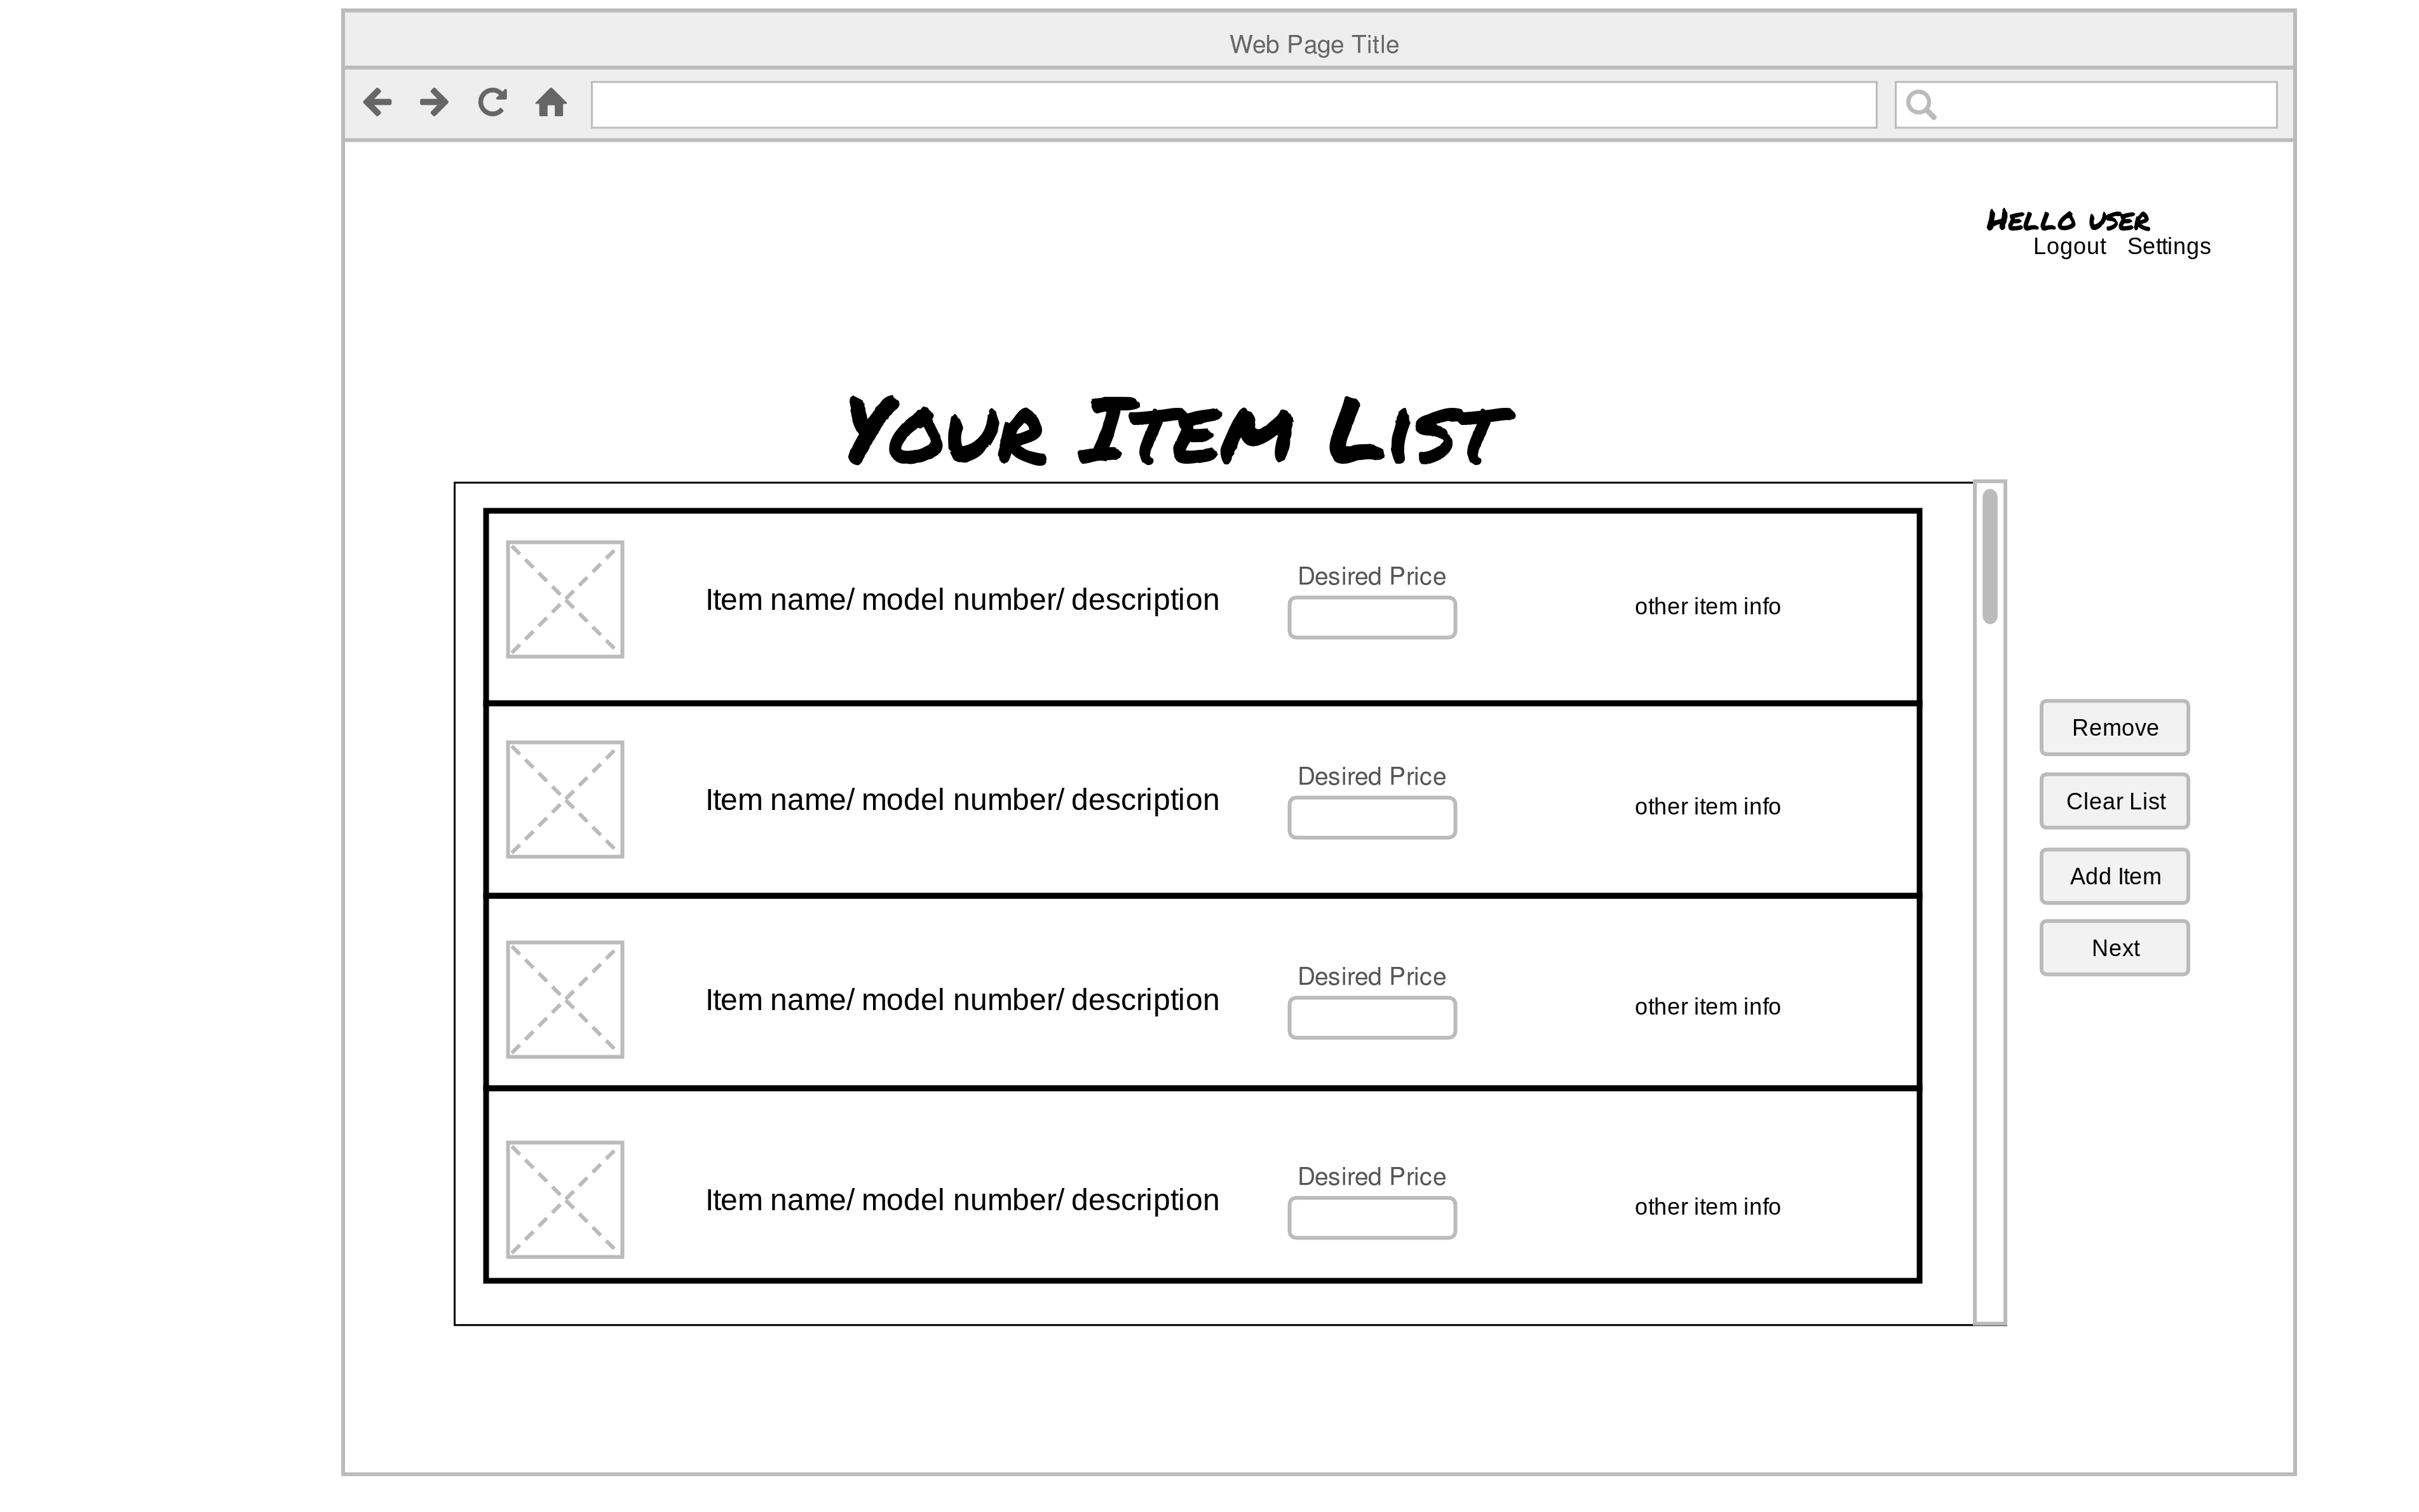 Web Page Title
Hello user
Logout Settings
Your Item List
Desired Price
Item name/ model number/ description
other item info
Desired Price
Item name/ model number/ description
other item info
Desired Price
Item name/ model number/ description
other item info
Desired Price
Item name/ model number/ description
other item info
Remove
Clear List
Add Item
Next